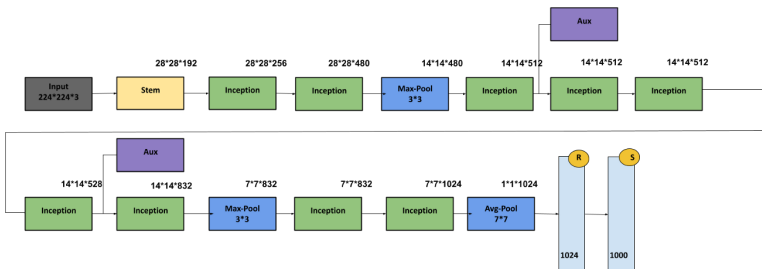 Aux
28*28*192
28*28*256
28*28*480
14*14*480
14*14*512
14*14*512
14*14*512
Input
224*224*3
Stem
Inception
Inception
Max-Pool
3*3
Inception
Inception
Inception
Aux
14*14*528
14*14*832
7*7*832
7*7*832
7*7*1024
1*1*1024
R
S
Inception
Inception
Max-Pool
3*3
Inception
Inception
Avg-Pool
7*7
1024
1000